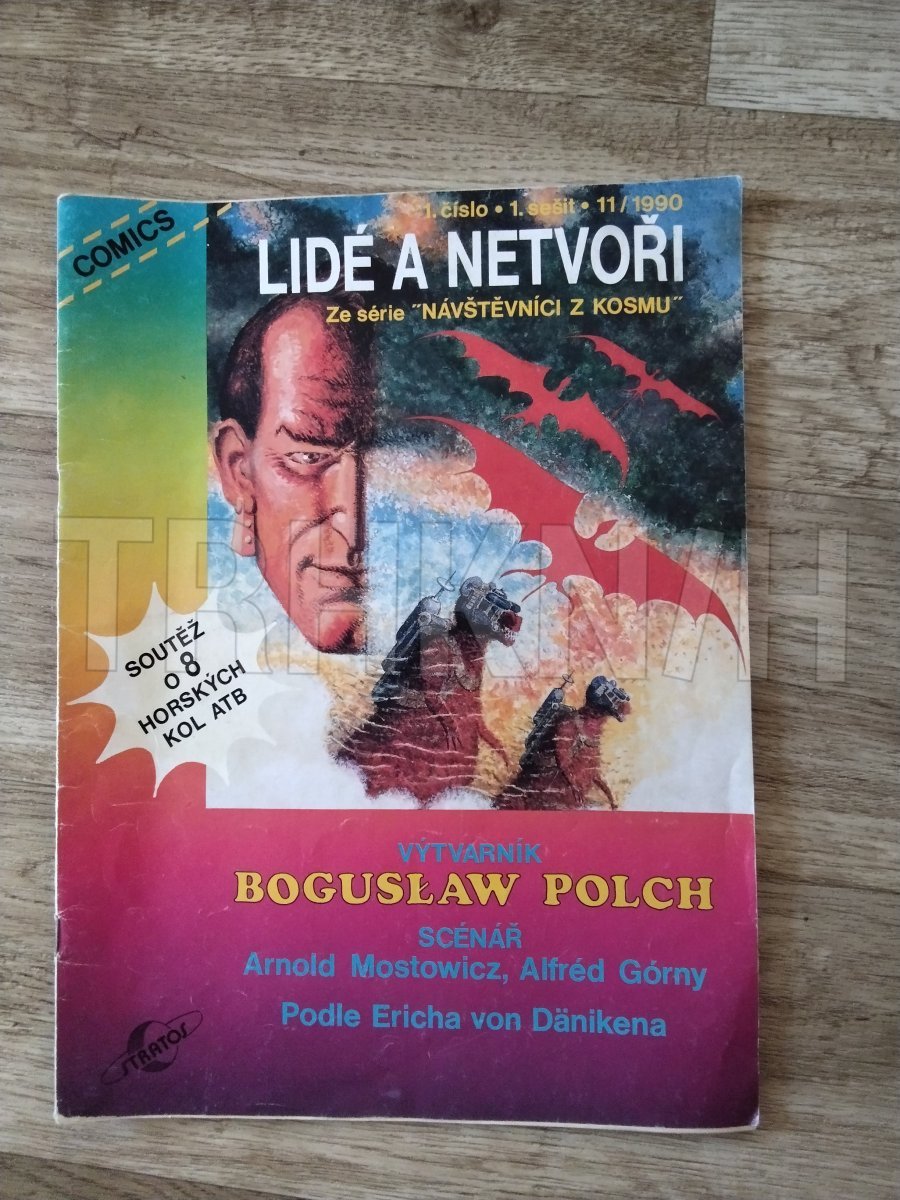 COMICS
1. číslo • 1. sešit • 11/1990
LIDÉ A NETVOŘI
Ze série ˝NÁVŠTĚVNÍCI Z KOSMU˝
SOUTĚŽ
O 8
HORSKÝCH
KOL ATB
TRHKNIH
VÝTVARNÍK
BOGUSŁAW POLCH
SCÉNÁŘ
Arnold Mostowicz, Alfréd Górny
Podle Ericha von Dänikena
STRATOS